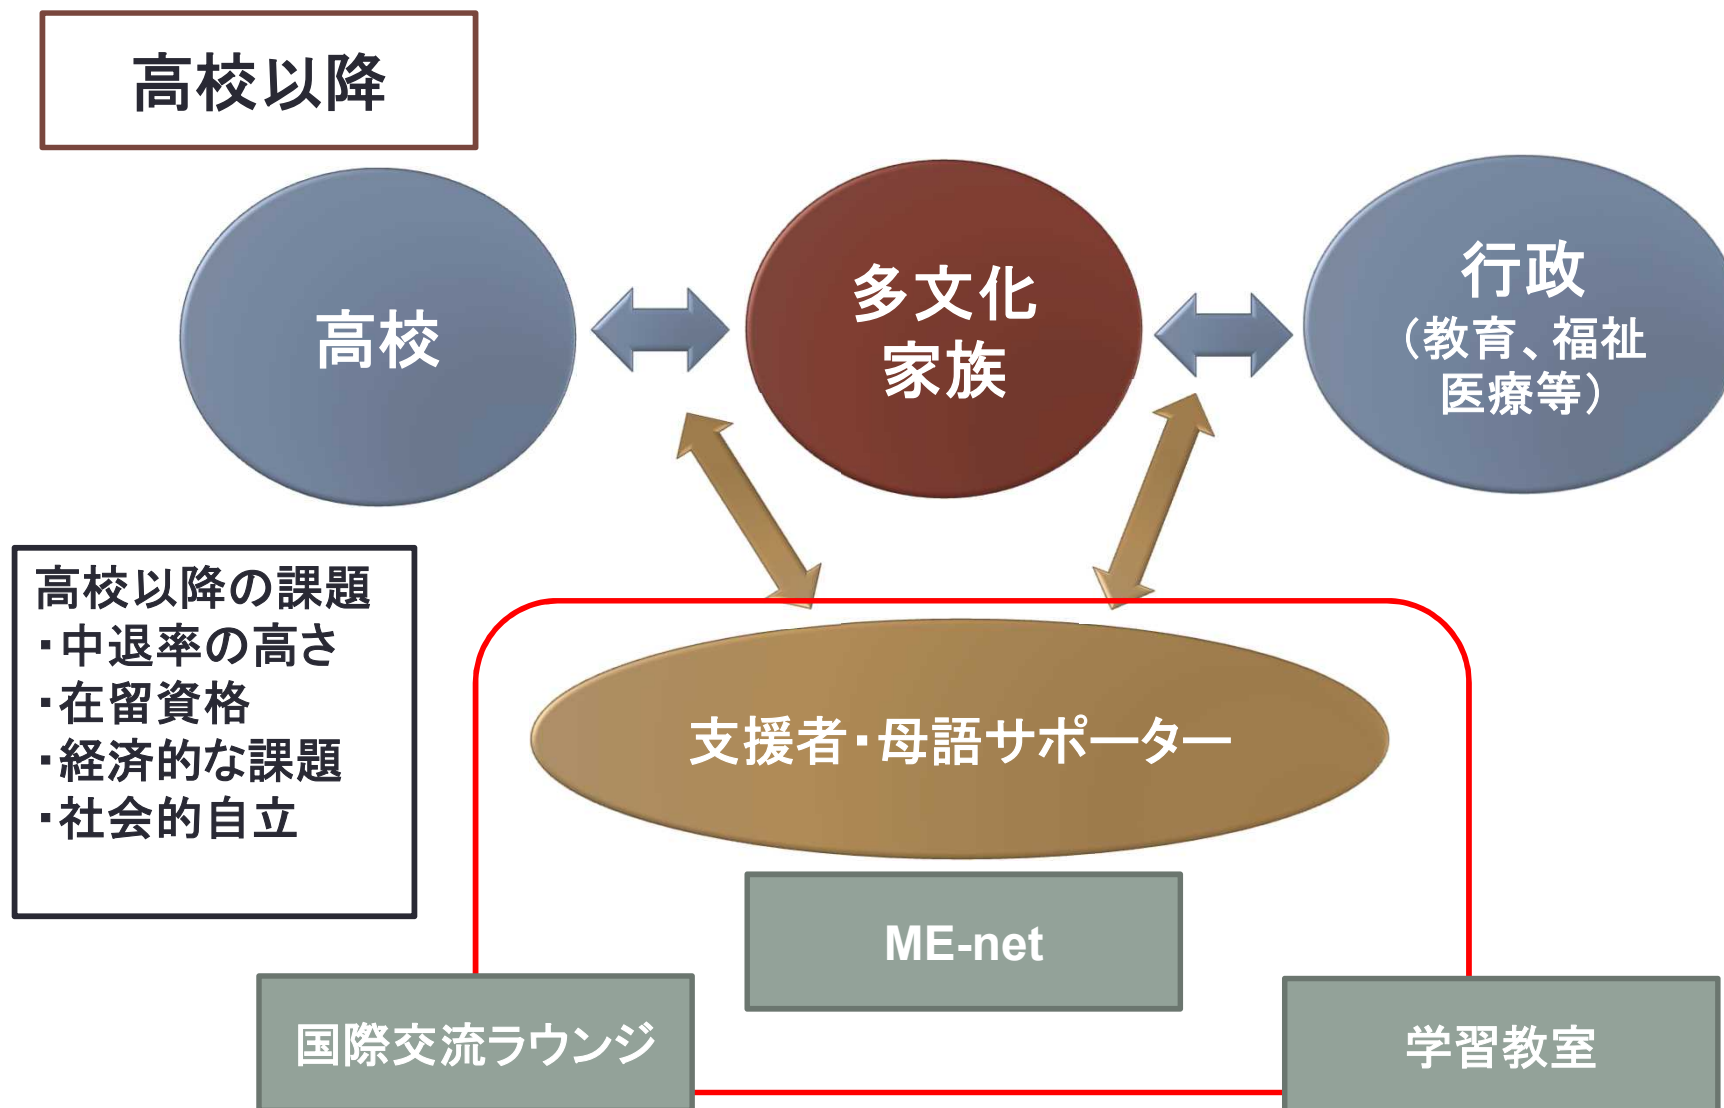 高校以降
高校
多文化
家族
行政
（教育、福祉
医療等）
高校以降の課題
・中退率の高さ
・在留資格
・経済的な課題
・社会的自立
支援者・母語サポーター
ME-net
国際交流ラウンジ
学習教室